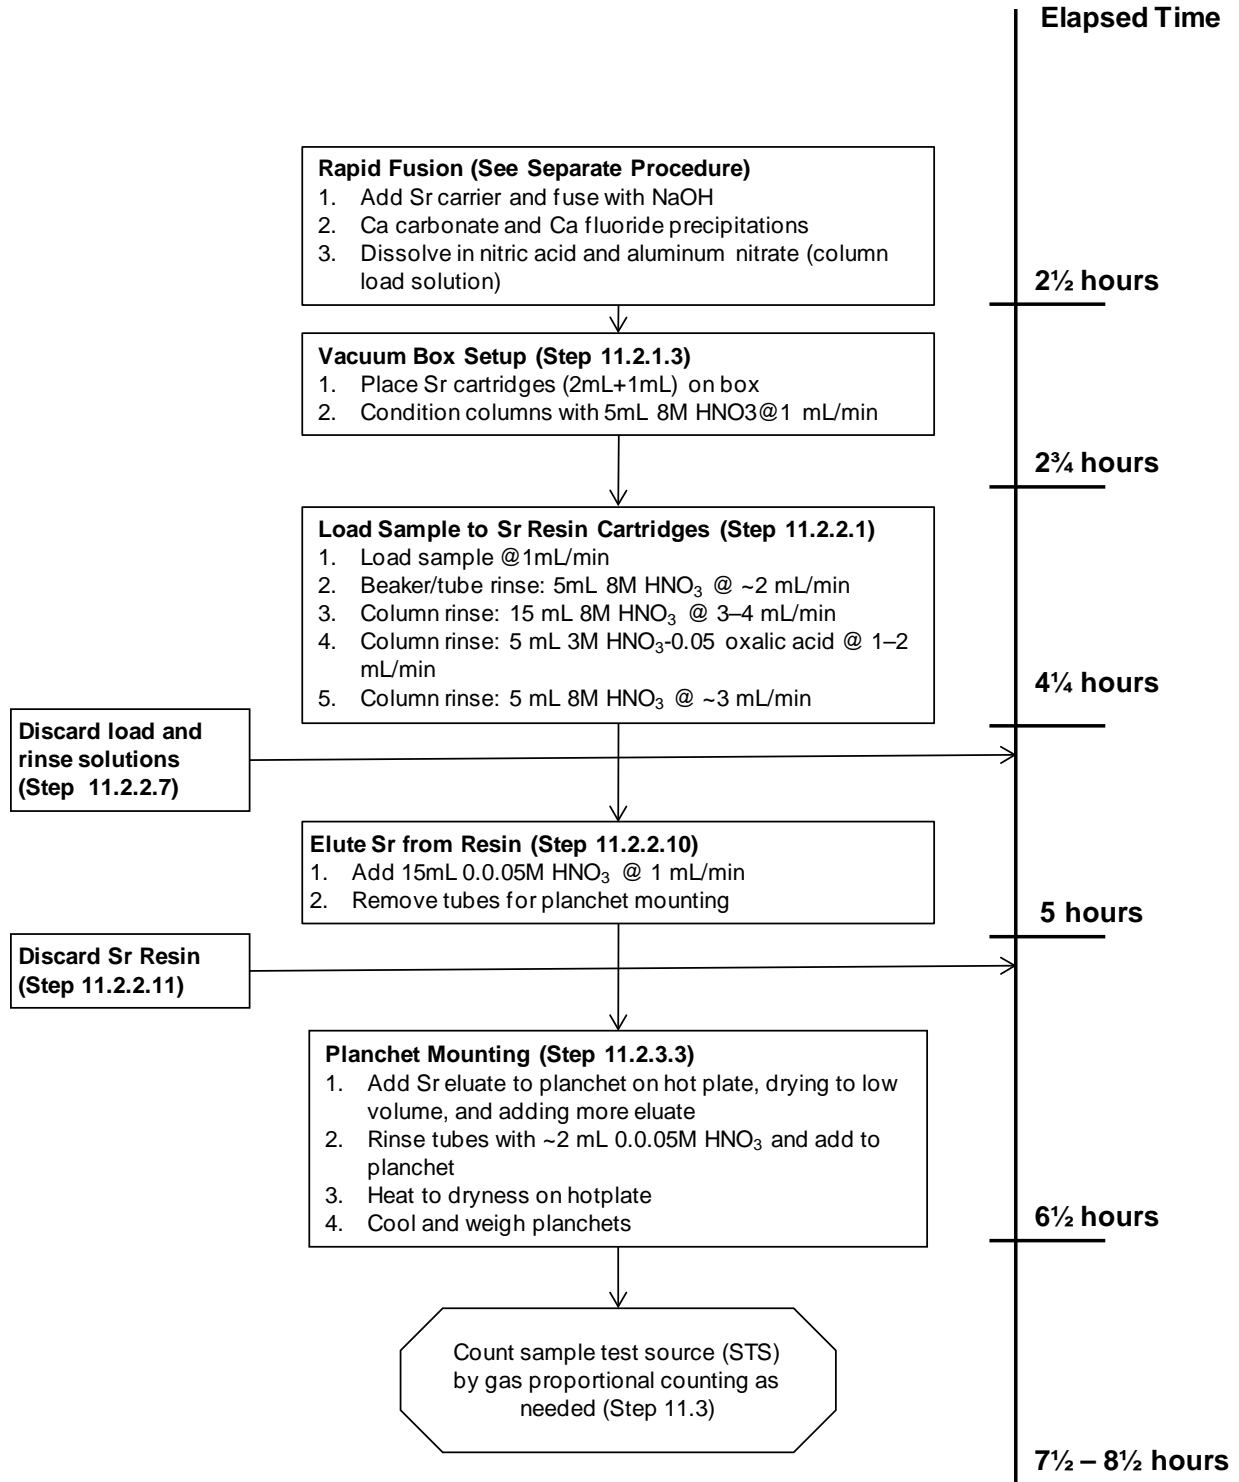 Elapsed Time
Rapid Fusion (See Separate Procedure)
1. Add Sr carrier and fuse with NaOH
2. Ca carbonate and Ca fluoride precipitations
3. Dissolve in nitric acid and aluminum nitrate (column
load solution)
2½ hours
Vacuum Box Setup (Step 11.2.1.3)
1. Place Sr cartridges (2mL+1mL) on box
2. Condition columns with 5mL 8M HNO3@1 mL/min
2¾ hours
Load Sample to Sr Resin Cartridges (Step 11.2.2.1)
1. Load sample @1mL/min
2. Beaker/tube rinse: 5mL 8M HNO₃ @ ~2 mL/min
3. Column rinse: 15 mL 8M HNO₃ @ 3–4 mL/min
4. Column rinse: 5 mL 3M HNO₃-0.05 oxalic acid @ 1–2
mL/min
5. Column rinse: 5 mL 8M HNO₃ @ ~3 mL/min
4¼ hours
Discard load and
rinse solutions
(Step 11.2.2.7)
Elute Sr from Resin (Step 11.2.2.10)
1. Add 15mL 0.0.05M HNO₃ @ 1 mL/min
2. Remove tubes for planchet mounting
5 hours
Discard Sr Resin
(Step 11.2.2.11)
Planchet Mounting (Step 11.2.3.3)
1. Add Sr eluate to planchet on hot plate, drying to low
volume, and adding more eluate
2. Rinse tubes with ~2 mL 0.0.05M HNO₃ and add to
planchet
3. Heat to dryness on hotplate
4. Cool and weigh planchets
6½ hours
Count sample test source (STS)
by gas proportional counting as
needed (Step 11.3)
7½ – 8½ hours